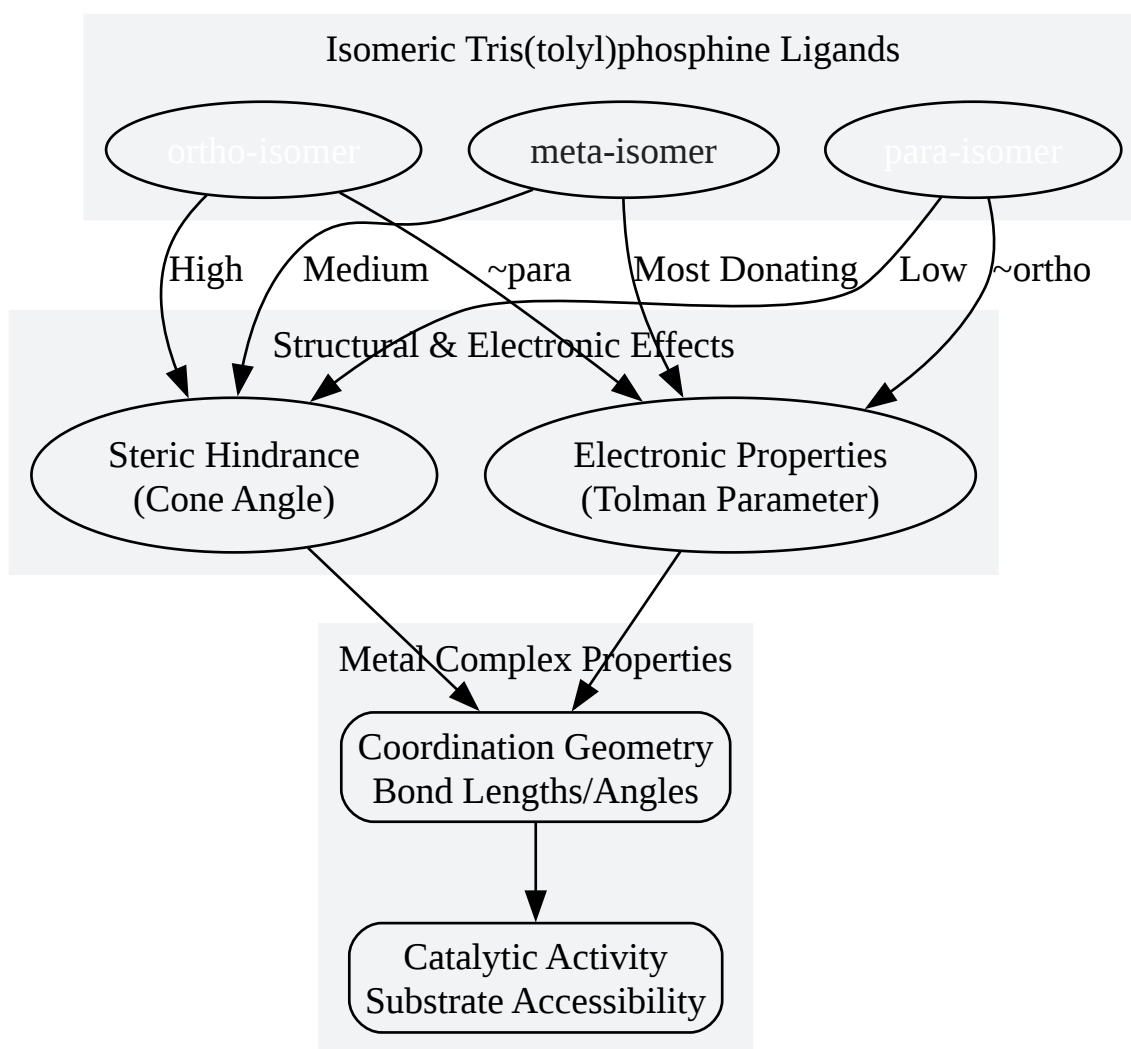 Isomeric Tris(tolyl)phosphine Ligands
ortho-isomer
meta-isomer
para-isomer
High
Medium
~para
Most Donating
Low
~ortho
Structural & Electronic Effects
Steric Hindrance
(Cone Angle)
Electronic Properties
(Tolman Parameter)
Metal Complex Properties
Coordination Geometry
Bond Lengths/Angles
Catalytic Activity
Substrate Accessibility